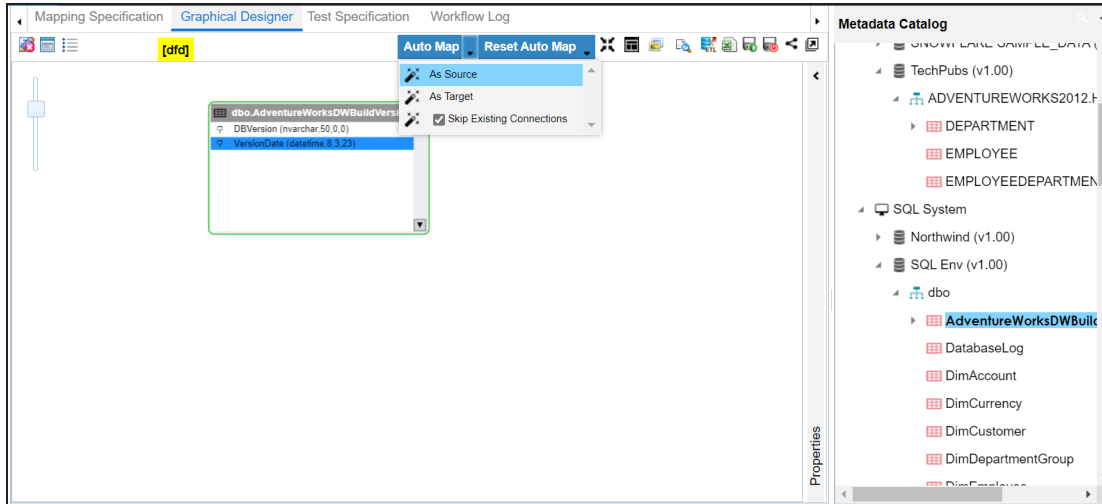 Mapping Specification Graphical Designer Test Specification Workflow Log
[dfd]
Auto Map Reset Auto Map
As Source
As Target
Skip Existing Connections
dbo.AdventureWorksDWBuildVersi
DBVersion (nvarchar,50,0,0)
VersionDate (datetime,8,3,23)
Properties
Metadata Catalog
SNOWFLAKE SAMPLE_DATA (
TechPubs (v1.00)
ADVENTUREWORKS2012.H
DEPARTMENT
EMPLOYEE
EMPLOYEEDEPARTMEN
SQL System
Northwind (v1.00)
SQL Env (v1.00)
dbo
AdventureWorksDWBuild
DatabaseLog
DimAccount
DimCurrency
DimCustomer
DimDepartmentGroup
DimEmployee